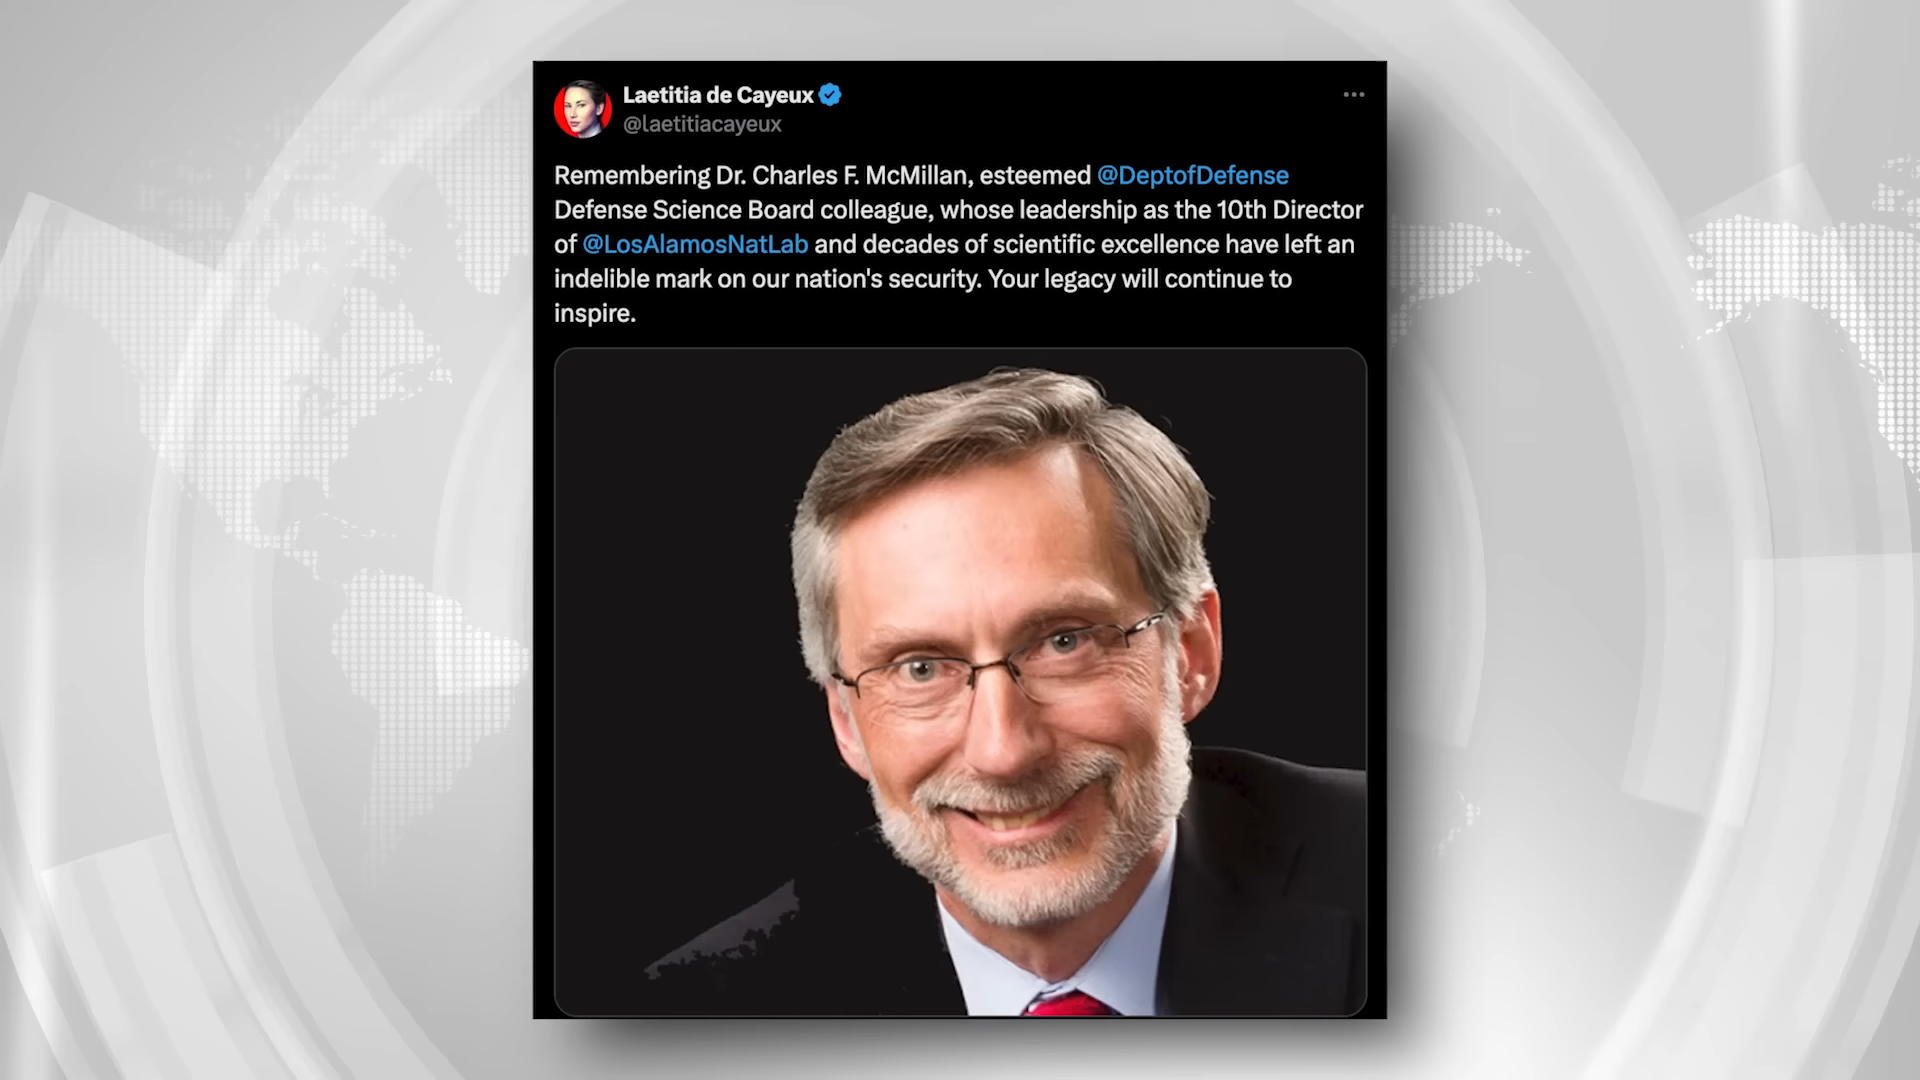 Laetitia de Cayeux
@laetitiacayeux
Remembering Dr. Charles F. McMillan, esteemed @DeptofDefense
Defense Science Board colleague, whose leadership as the 10th Director
of @LosAlamosNatLab and decades of scientific excellence have left an
indelible mark on our nation's security. Your legacy will continue to
inspire.